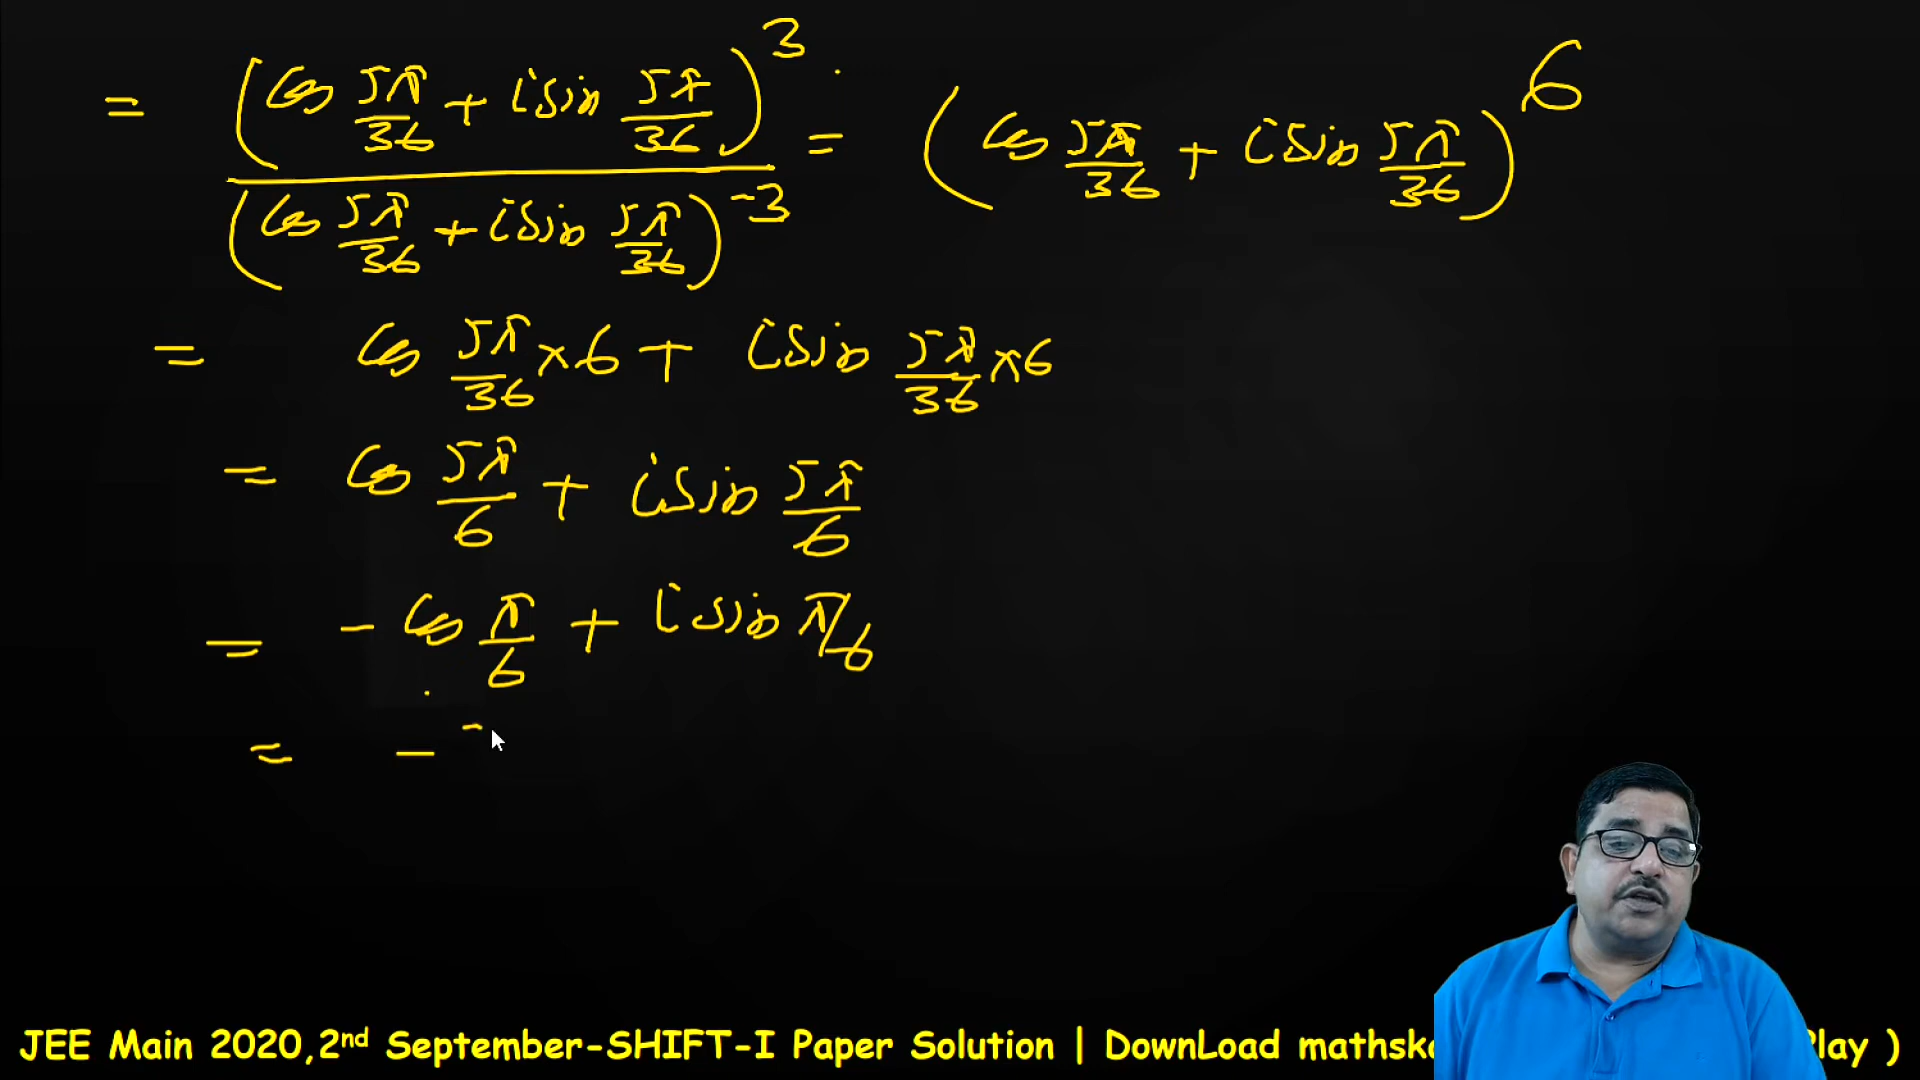 = (cos 5π/36 + i sin 5π/36)^3 / (cos 5π/36 + i sin 5π/36)^-3 = (cos 5π/36 + i sin 5π/36)^6
= cos 5π/36 × 6 + i sin 5π/36 × 6
= cos 5π/6 + i sin 5π/6
= - cos π/6 + i sin π/6
= -
JEE Main 2020,2nd September-SHIFT-I Paper Solution | DownLoad mathsk lay )